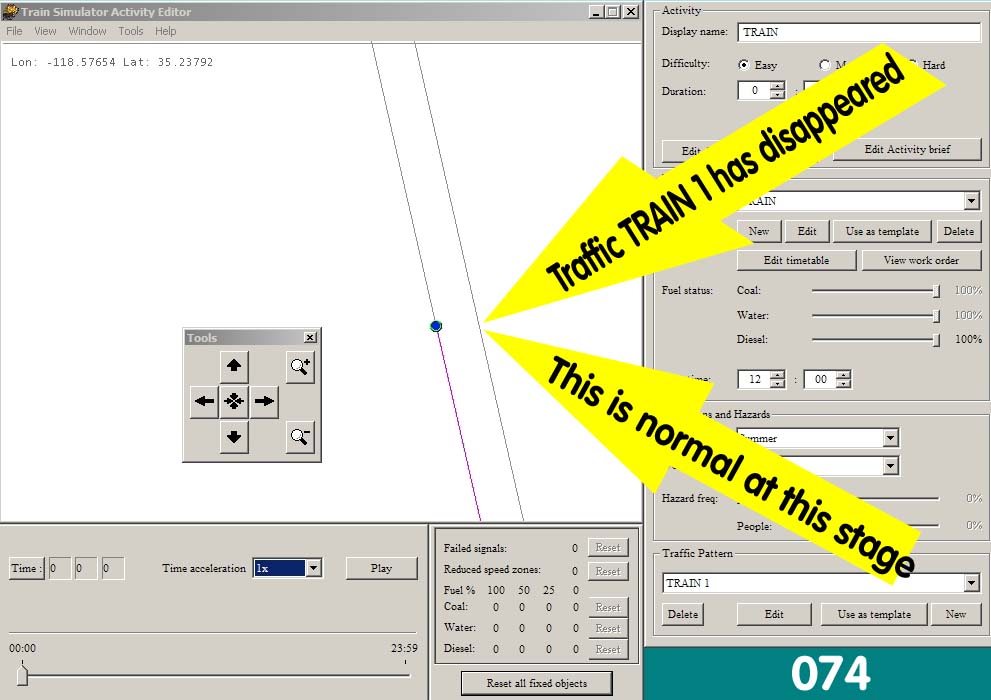 Train Simulator Activity Editor
File View Window Tools Help
Lon: -118.57654 Lat: 35.23792
Tools
Traffic TRAIN 1 has disappeared
This is normal at this stage
Activity
Display name: TRAIN
Difficulty: Easy M Hard
Duration: 0 :
Edit
Edit Activity brief
RAIN
New Edit Use as template Delete
Edit timetable View work order
Fuel status: Coal: 100%
Water: 100%
Diesel: 100%
time: 12 : 00
ns and Hazards
ummer
Hazard freq: 0%
People: 0%
Traffic Pattern
TRAIN 1
Delete Edit Use as template New
Time : 0 0 0 Time acceleration 1x Play
00:00 23:59
Failed signals: 0 Reset
Reduced speed zones: 0 Reset
Fuel % 100 50 25 0
Coal: 0 0 0 0 Reset
Water: 0 0 0 0 Reset
Diesel: 0 0 0 0 Reset
Reset all fixed objects
074